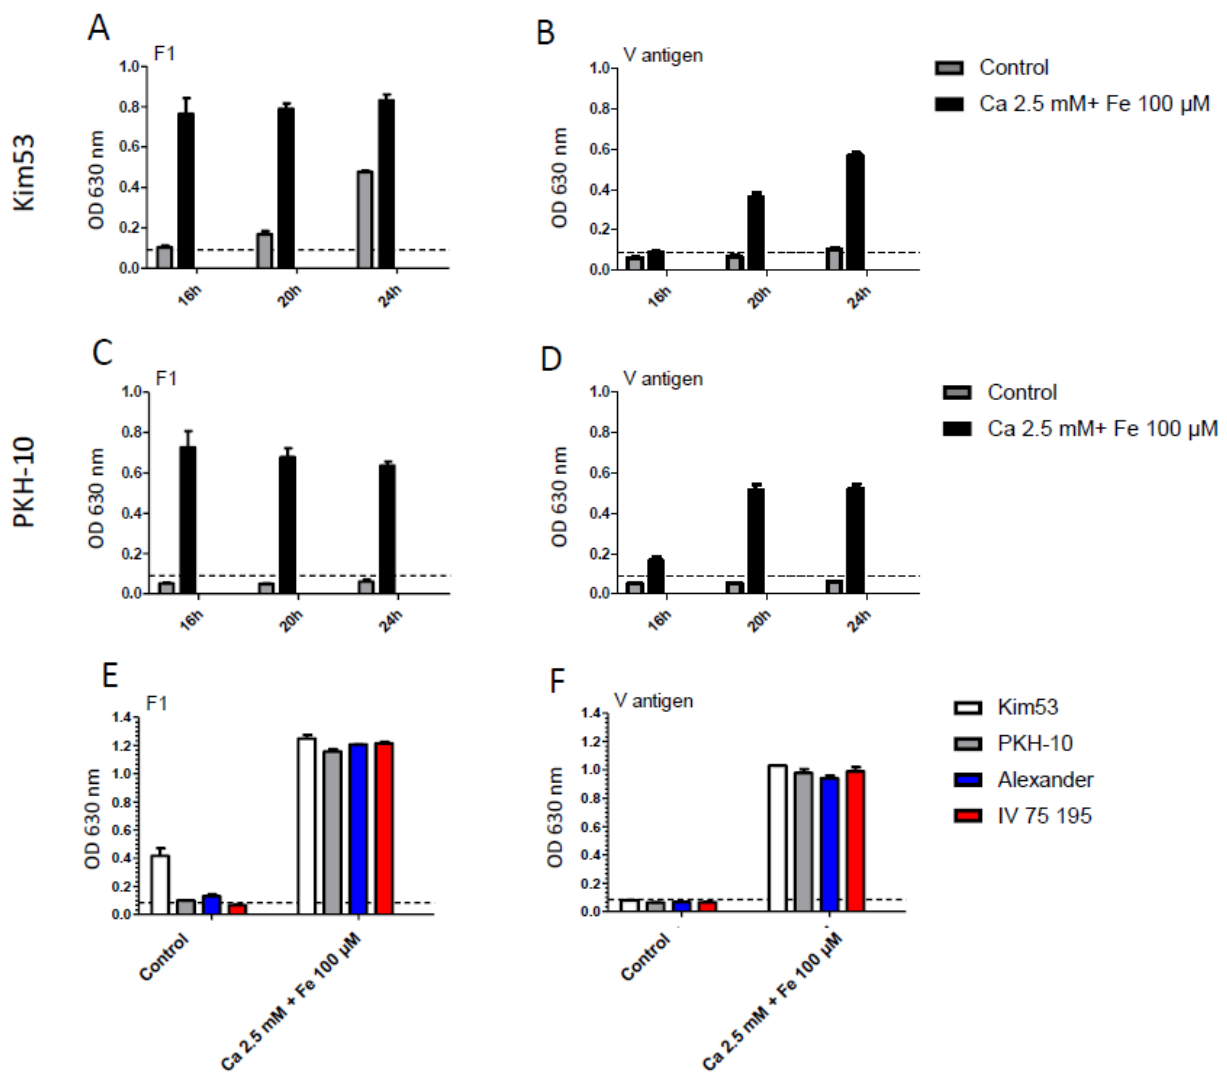 A
F1
1.0
0.8
0.6
0.4
0.2
0.0
OD 630 nm
16h
20h
24h
Kim53
B
V antigen
1.0
0.8
0.6
0.4
0.2
0.0
OD 630 nm
16h
20h
24h
Control
Ca 2.5 mM+ Fe 100 µM
C
F1
1.0
0.8
0.6
0.4
0.2
0.0
OD 630 nm
16h
20h
24h
PKH-10
D
V antigen
1.0
0.8
0.6
0.4
0.2
0.0
OD 630 nm
16h
20h
24h
Control
Ca 2.5 mM+ Fe 100 µM
E
F1
1.4
1.2
1.0
0.8
0.6
0.4
0.2
0.0
OD 630 nm
Control
Ca 2.5 mM + Fe 100 µM
F
V antigen
1.4
1.2
1.0
0.8
0.6
0.4
0.2
0.0
OD 630 nm
Control
Ca 2.5 mM + Fe 100 µM
Kim53
PKH-10
Alexander
IV 75 195